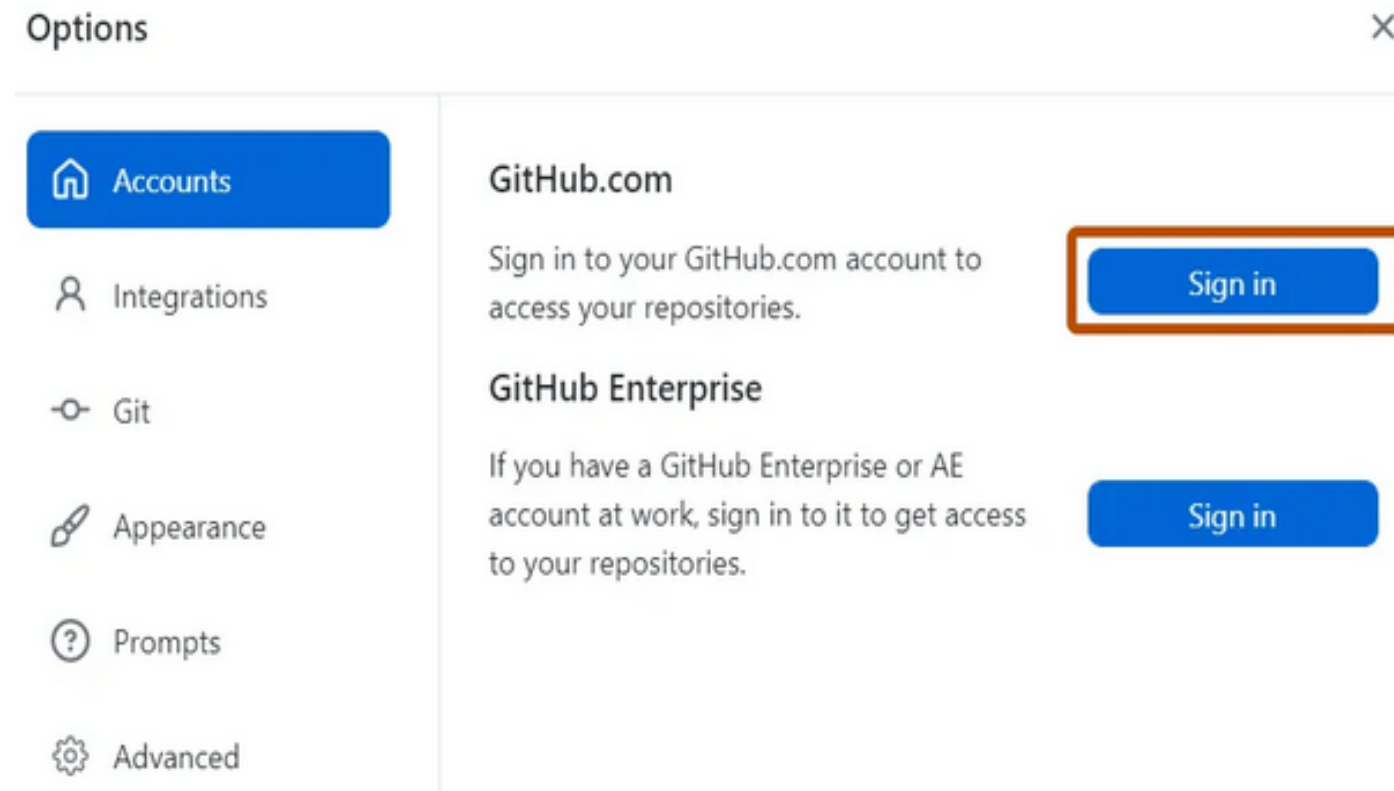 Options
Accounts
Integrations
Git
Appearance
Prompts
Advanced
GitHub.com
Sign in to your GitHub.com account to
access your repositories.
Sign in
GitHub Enterprise
If you have a GitHub Enterprise or AE
account at work, sign in to it to get access
to your repositories.
Sign in